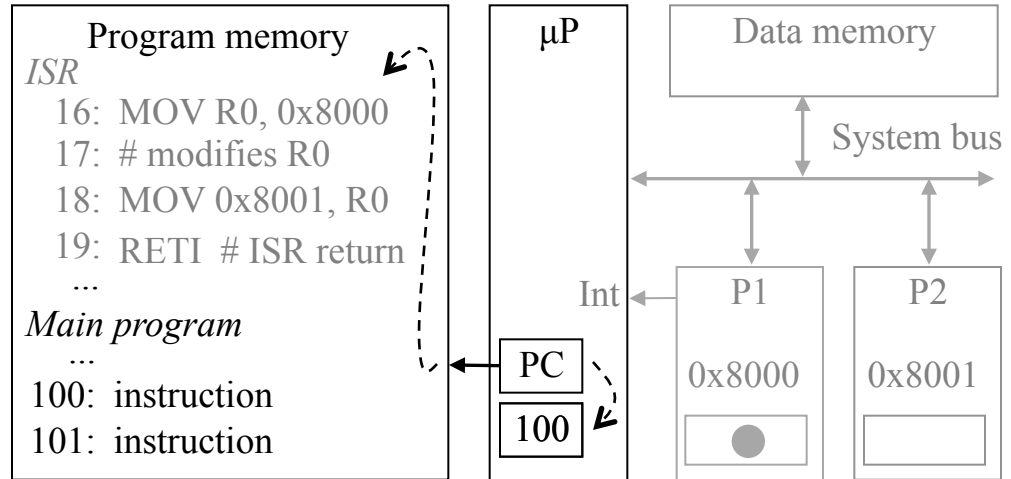 Program memory
ISR
16: MOV R0, 0x8000
17: # modifies R0
18: MOV 0x8001, R0
19: RETI # ISR return
...
Main program
...
100: instruction
101: instruction
μP
Int
PC
100
Data memory
System bus
P1
0x8000
P2
0x8001